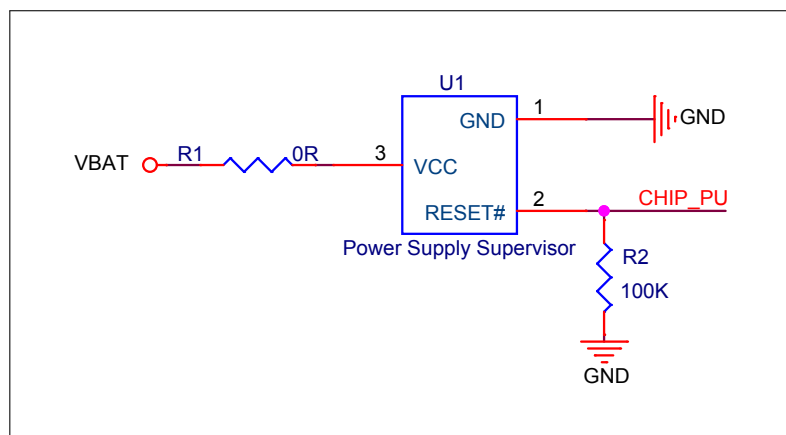 U1
1
GND
GND
VBAT
R1
0R
3
VCC
2
CHIP_PU
RESET#
Power Supply Supervisor
R2
100K
GND